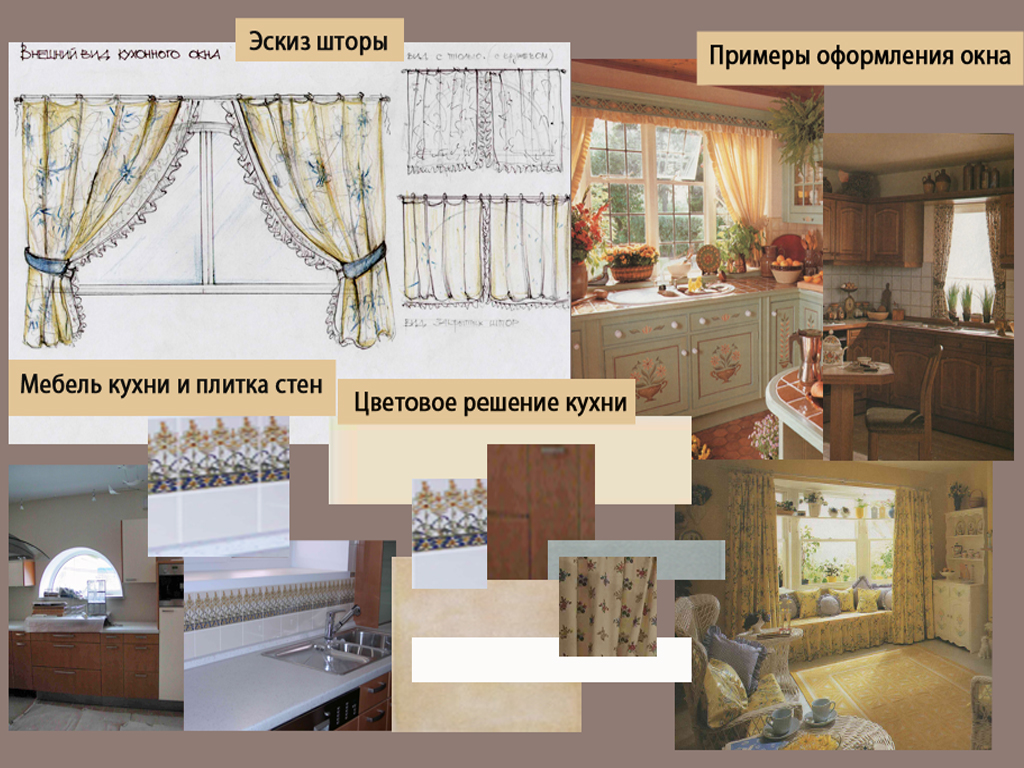 Эскиз шторы
Внешний вид кухонного окна
Примеры оформления окна
Мебель кухни и плитка стен
Цветовое решение кухни